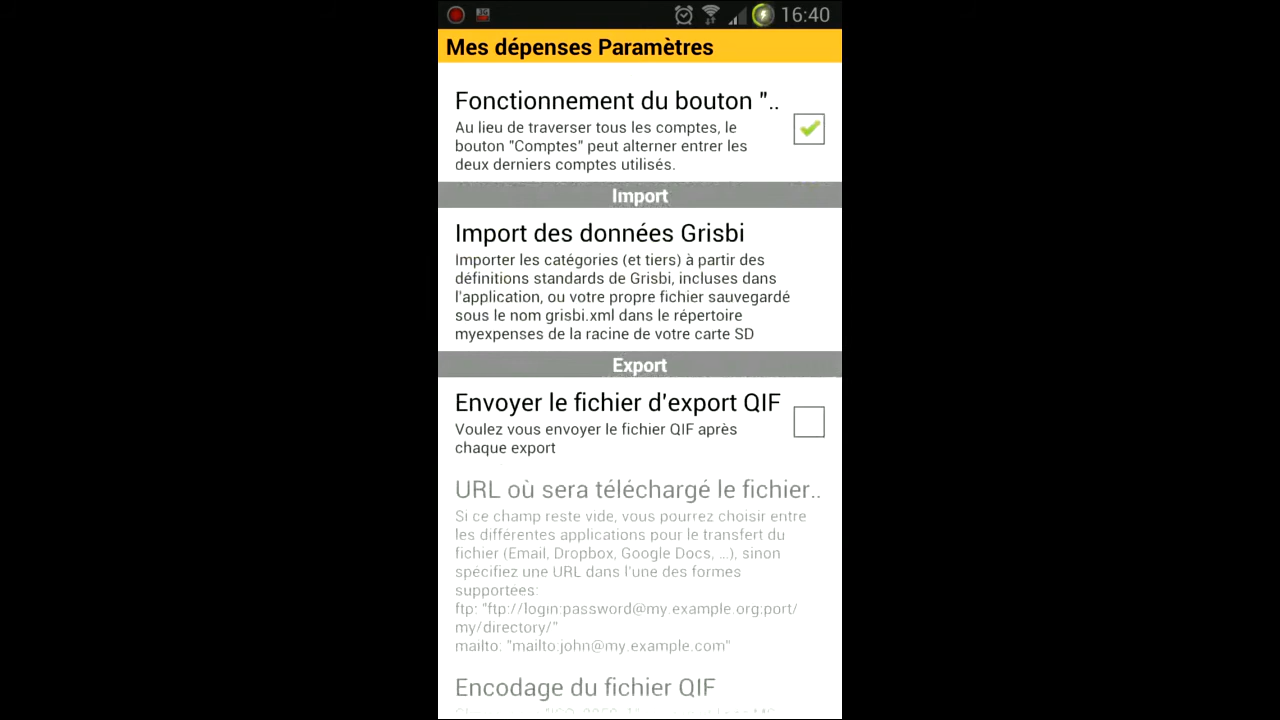 16:40
Mes dépenses Paramètres
Fonctionnement du bouton "..
Au lieu de traverser tous les comptes, le
bouton "Comptes" peut alterner entrer les
deux derniers comptes utilisés.
Import
Import des données Grisbi
Importer les catégories (et tiers) à partir des
définitions standards de Grisbi, incluses dans
l'application, ou votre propre fichier sauvegardé
sous le nom grisbi.xml dans le répertoire
myexpenses de la racine de votre carte SD
Export
Envoyer le fichier d'export QIF
Voulez vous envoyer le fichier QIF après
chaque export
URL où sera téléchargé le fichier..
Si ce champ reste vide, vous pourrez choisir entre
les différentes applications pour le transfert du
fichier (Email, Dropbox, Google Docs, ...), sinon
spécifiez une URL dans l'une des formes
supportées:
ftp: "ftp://login:password@my.example.org:port/
my/directory/"
mailto: "mailto:john@my.example.com"
Encodage du fichier QIF